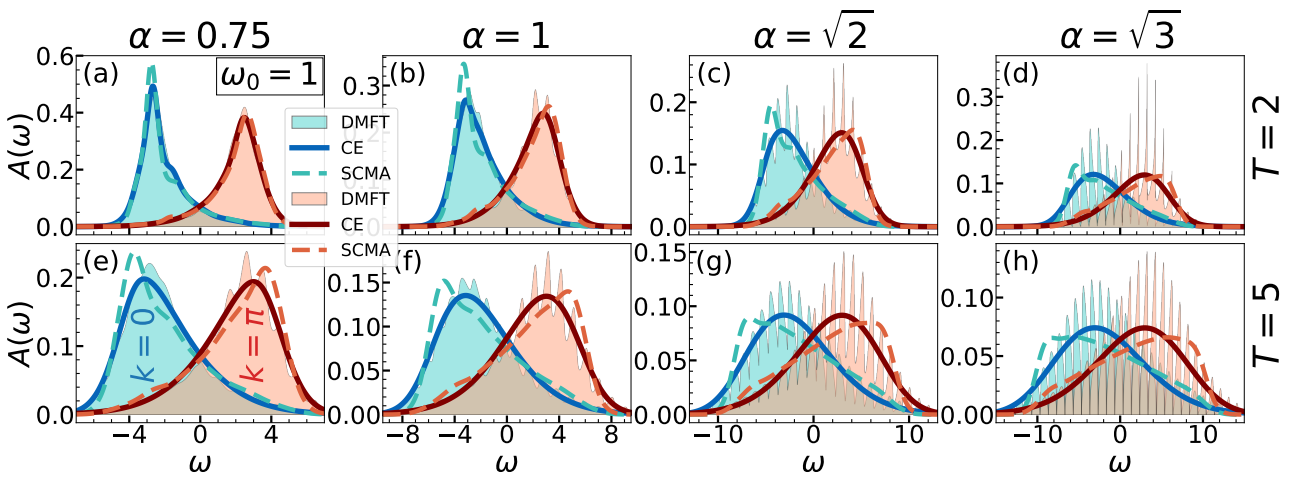 α = 0.75
α = 1
α = √2
α = √3
(a)
ω₀ = 1
(b)
(c)
(d)
A(ω)
0.6
0.4
0.2
0.0
0.3
0.2
0.1
0.0
0.2
0.1
0.0
0.3
0.2
0.1
0.0
T = 2
DMFT
CE
SCMA
DMFT
CE
SCMA
(e)
(f)
(g)
(h)
A(ω)
0.2
0.1
0.0
0.15
0.10
0.05
0.00
0.15
0.10
0.05
0.00
0.10
0.05
0.00
k = 0
k = π
T = 5
−4 0 4
−8 −4 0 4 8
−10 0 10
−10 0 10
ω
ω
ω
ω